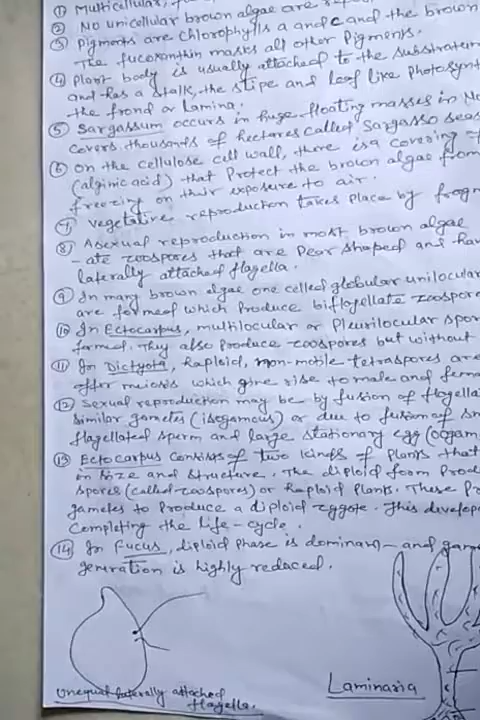 ① Multicellular,
② No unicellular brown algae are
③ Pigments are chlorophylls a and c and the brown
The fucoxanthin masks all other pigments.
④ Plant body is usually attached to the substratum
and has a stalk, the stipe and leaf like photosynt
the frond or lamina.
⑤ Sargassum occurs in huge floating masses in No
covers thousands of hectares called Sargasso seas
⑥ On the cellulose cell wall, there is a covering of
(alginic acid) that Protect the brown algae from
freezing on their exposure to air.
⑦ Vegetative reproduction takes place by fragm
⑧ Asexual reproduction in most brown algae
-ate zoospores that are Pear shaped and hav
laterally attached flagella.
⑨ In many brown algae one celled globular unilocular
are formed which produce biflagellate zoospor
⑩ In Ectocarpus, multilocular or Plurilocular spor
formed. They also produce zoospores but without
⑪ In Dictyota, haploid, non-motile tetraspores are
after meiosis which give rise to male and fem
⑫ Sexual reproduction may be by fusion of flagella
similar gametes (isogamous) or due to fusion of sm
flagellated sperm and large stationary egg (oogam
⑬ Ectocarpus consists of two kinds of plants that
in size and structure. The diploid form Prod
spores (called-zoospores) or haploid plants. These Pr
gametes to produce a diploid zygote. This develop
Completing the life-cycle.
⑭ In Fucus, diploid phase is dominant and gam
generation is highly reduced.
Unequal laterally attached
flagella.
Laminaria